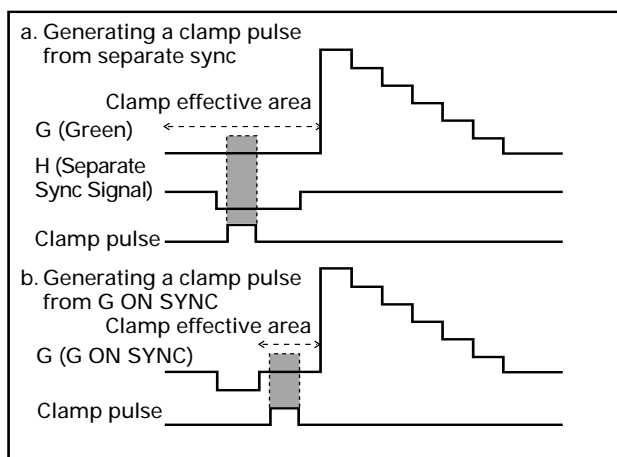 a. Generating a clamp pulse
from separate sync
Clamp effective area
G (Green)
H (Separate
Sync Signal)
Clamp pulse
b. Generating a clamp pulse
from G ON SYNC
Clamp effective area
G (G ON SYNC)
Clamp pulse